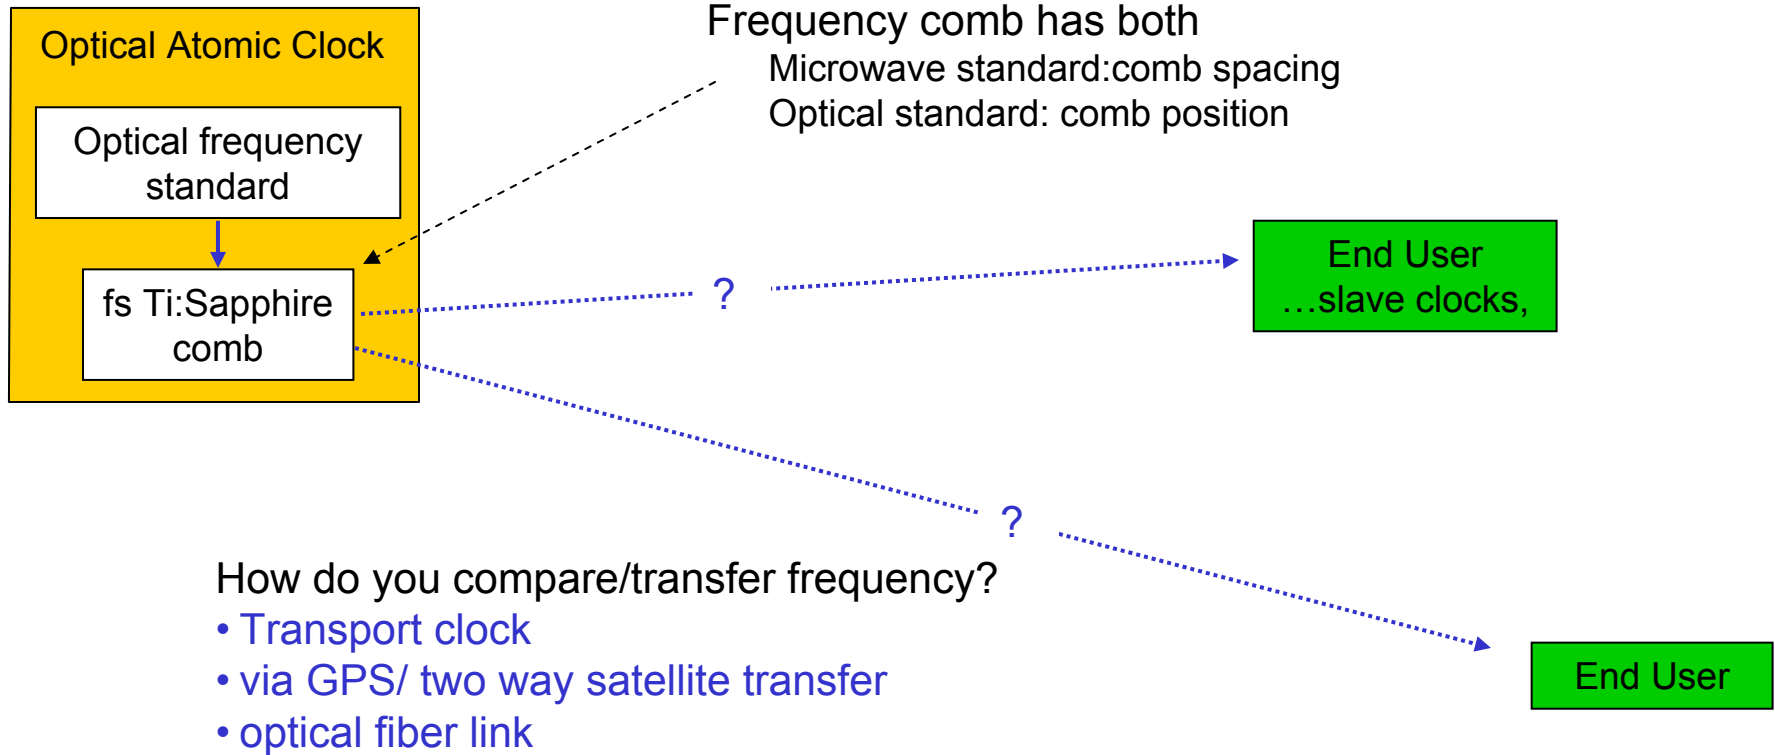 Frequency comb has both
Microwave standard:comb spacing
Optical standard: comb position
Optical Atomic Clock
Optical frequency
standard
fs Ti:Sapphire
comb
?
End User
…slave clocks,
?
End User
How do you compare/transfer frequency?
• Transport clock
• via GPS/ two way satellite transfer
• optical fiber link